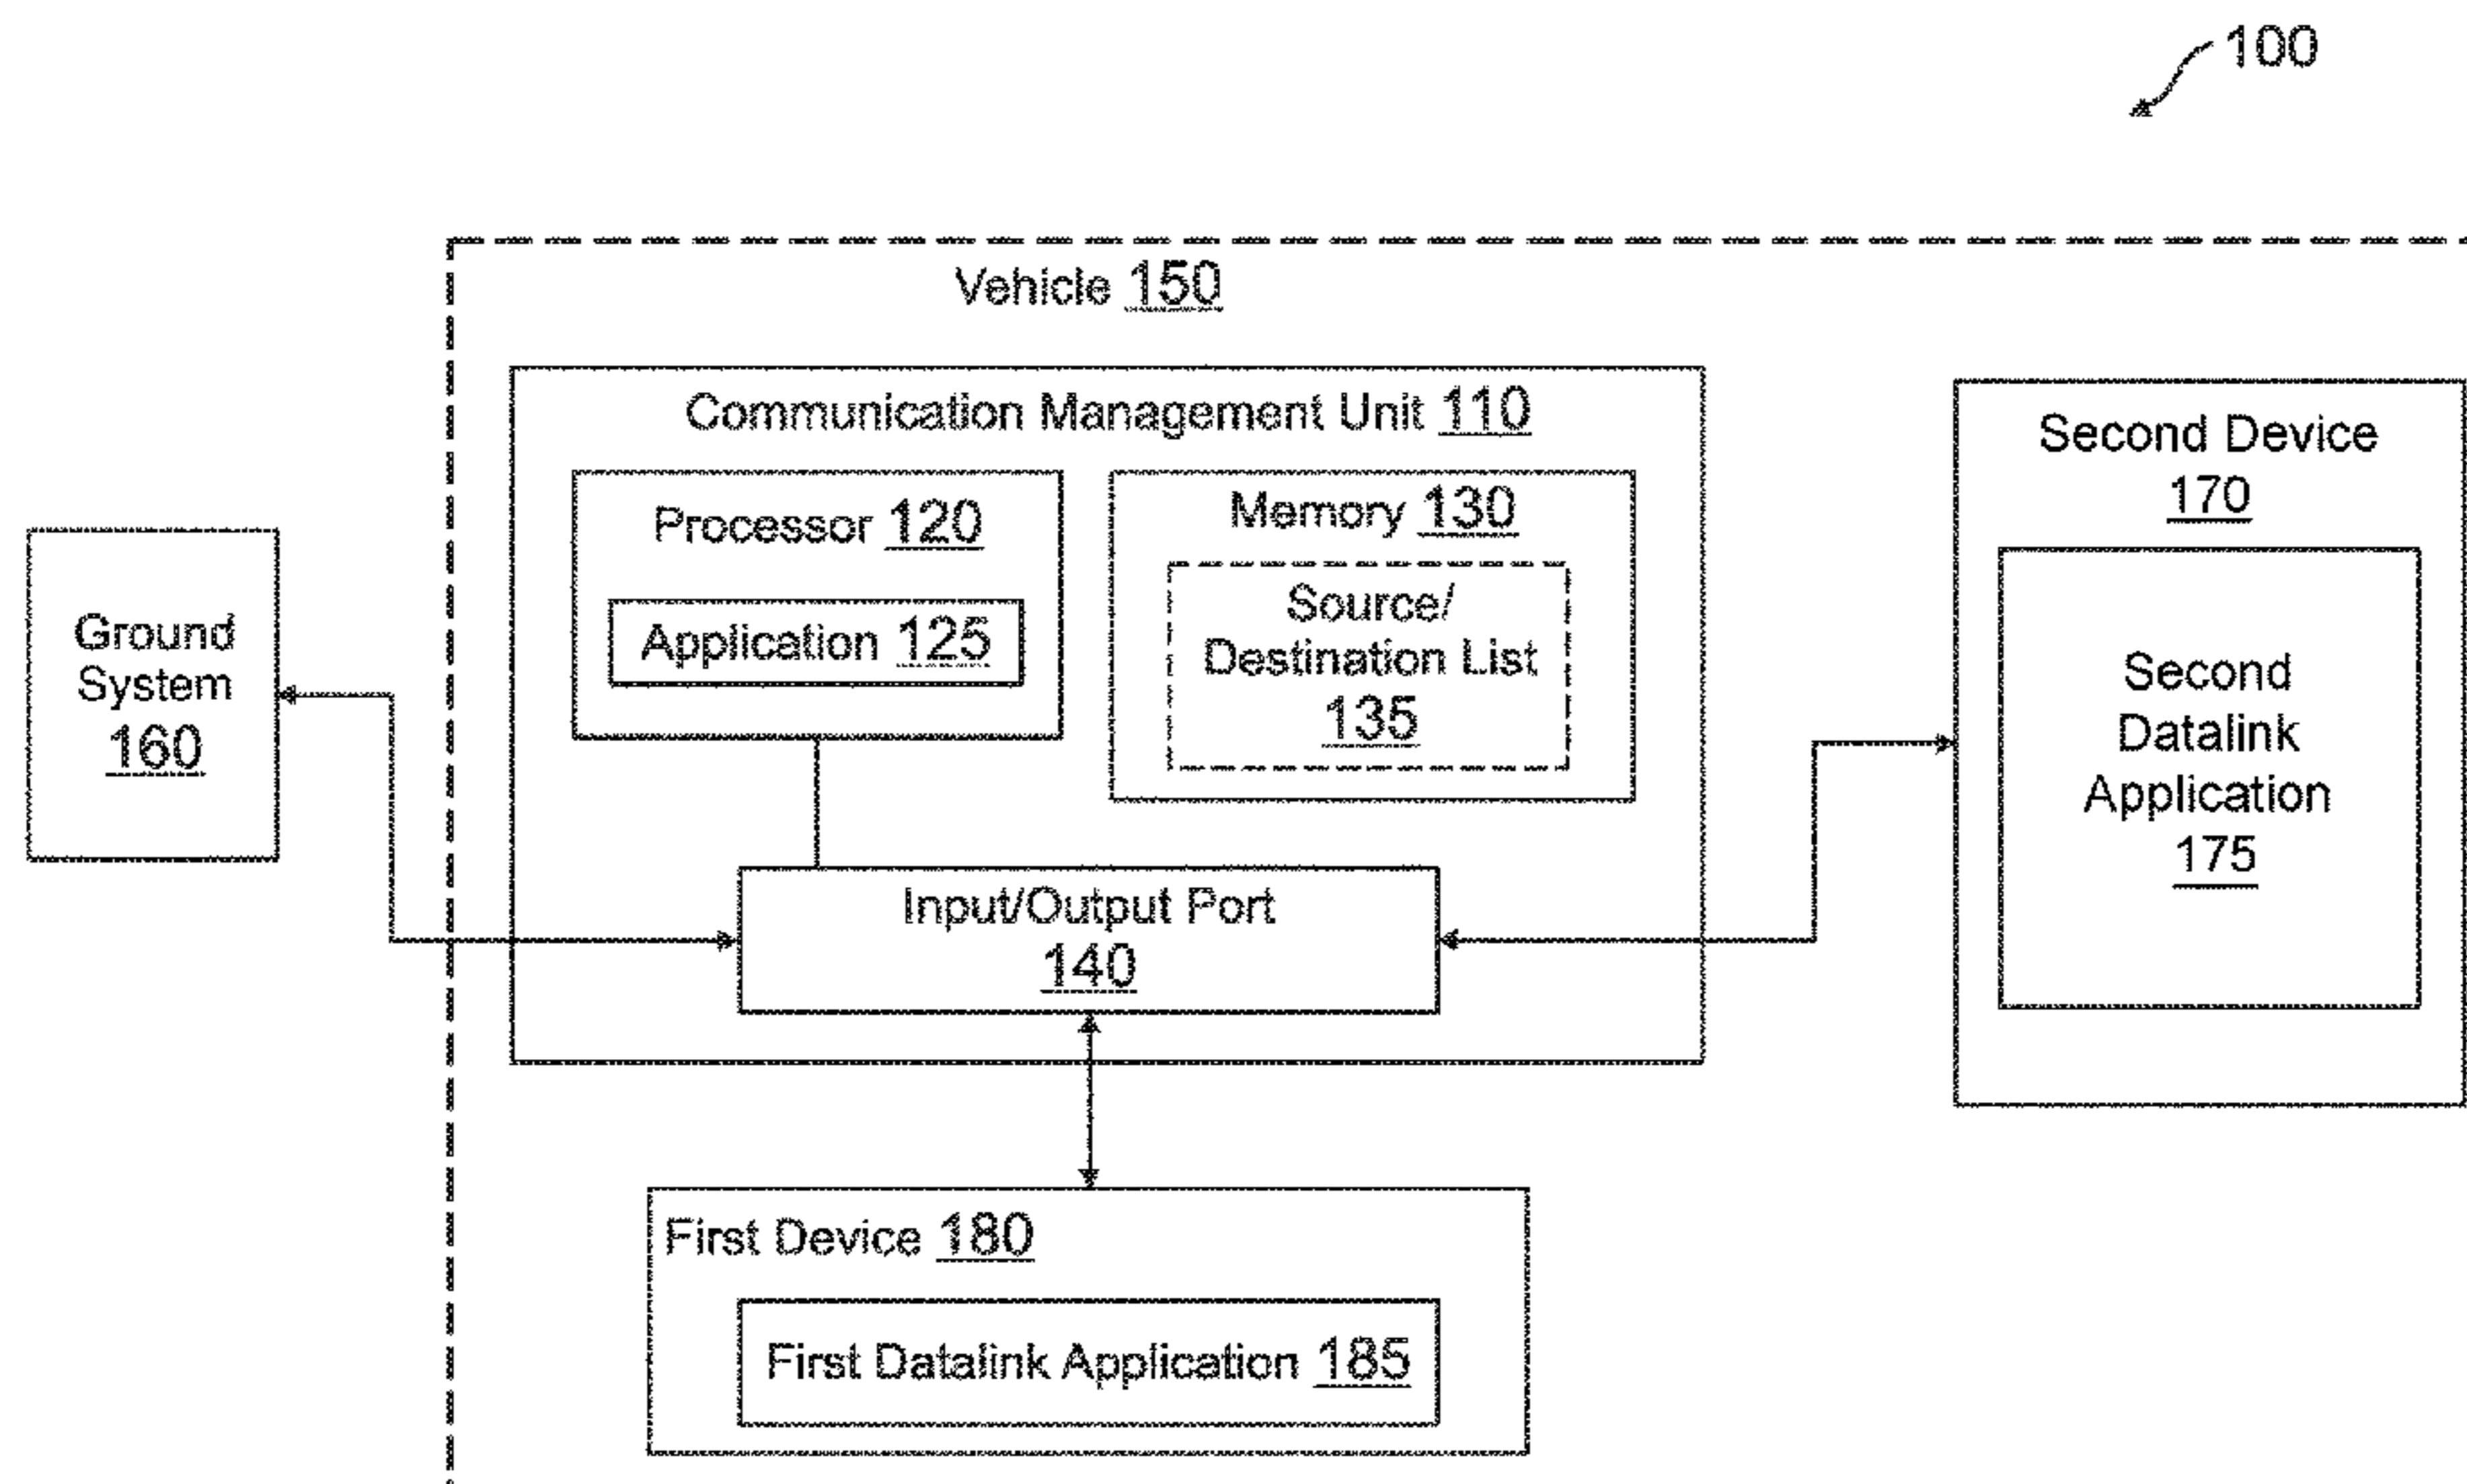 100
Vehicle 150
Communication Management Unit 110
Processor 120
Application 125
Memory 130
Source/
Destination List
135
Input/Output Port
140
Ground
System
160
Second Device
170
Second
Datalink
Application
175
First Device 180
First Datalink Application 185